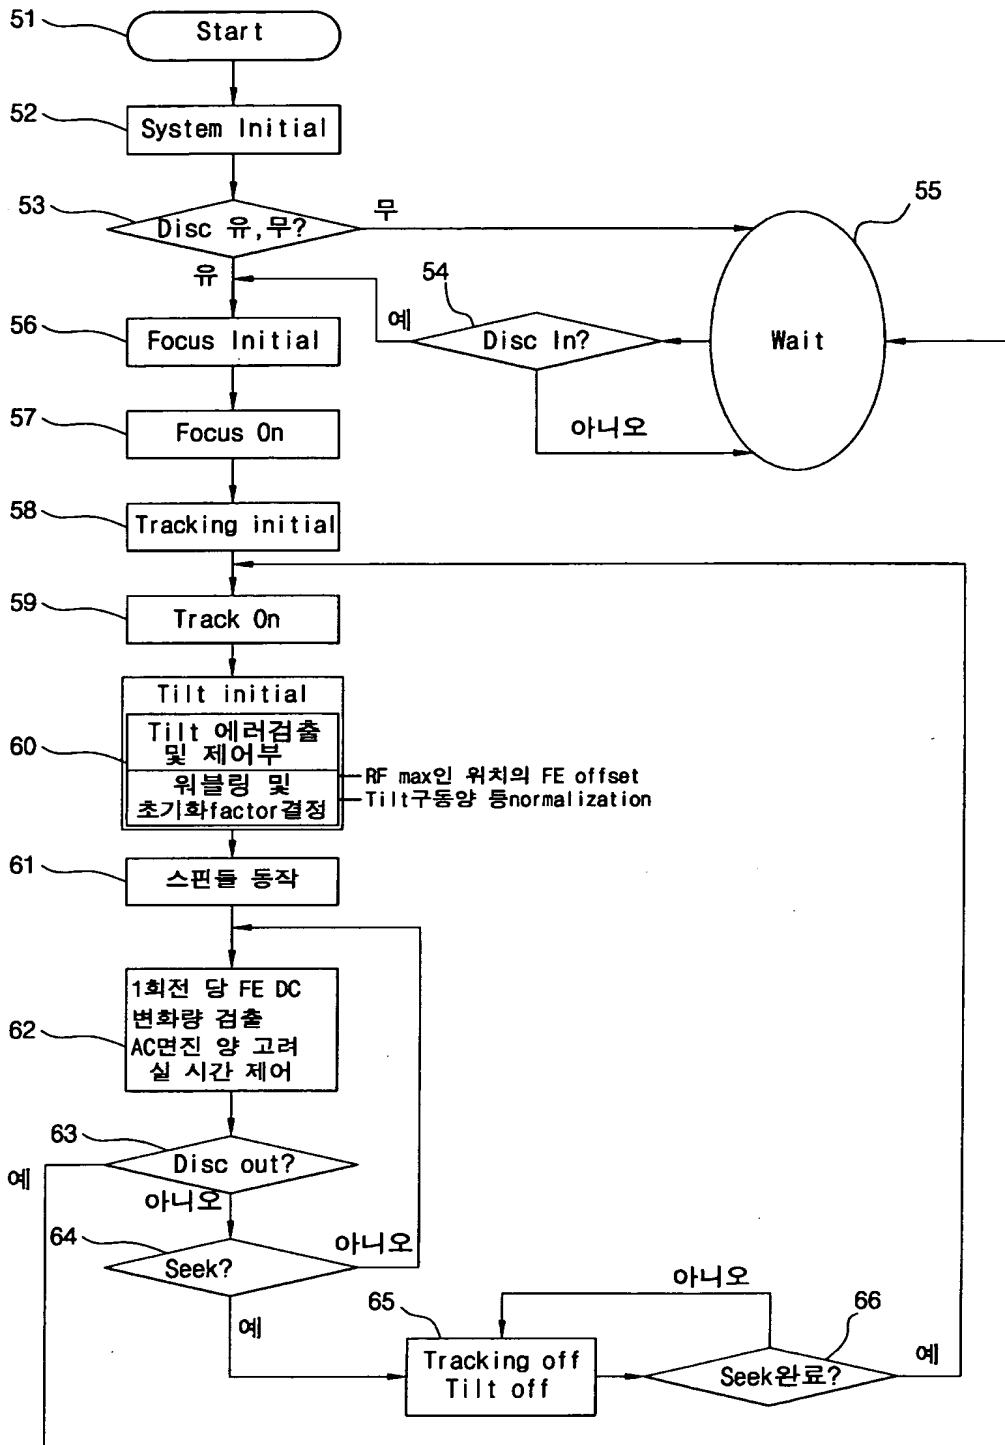 51
Start
52
System Initial
53
Disc 유,무?
무
55
유
54
56
Focus Initial
예
Disc In?
Wait
57
Focus On
아니오
58
Tracking initial
59
Track On
Tilt initial
60
Tilt 에러검출
및 제어부
워블링 및
초기화factor결정
RF max인 위치의 FE offset
Tilt구동양 등normalization
61
스핀들 동작
62
1회전 당 FE DC
변화량 검출
AC면진 양 고려
실 시간 제어
63
Disc out?
예
아니오
64
Seek?
아니오
예
65
Tracking off
Tilt off
아니오
66
Seek완료?
예